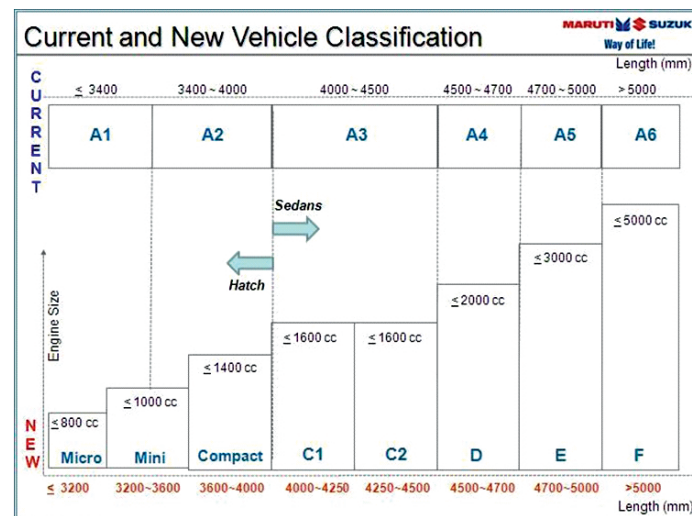 Current and New Vehicle Classification
MARUTI SUZUKI
Way of Life!
Length (mm)
CURRENT
≤ 3400
3400~4000
4000~4500
4500~4700
4700~5000
>5000
A1
A2
A3
A4
A5
A6
Sedans
Hatch
Engine Size
NEW
≤800 cc
≤1000 cc
≤1400 cc
≤1600 cc
≤1600 cc
≤2000 cc
≤3000 cc
≤5000 cc
Micro
Mini
Compact
C1
C2
D
E
F
≤ 3200
3200~3600
3600~4000
4000~4250
4250~4500
4500~4700
4700~5000
>5000
Length (mm)